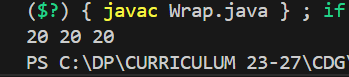 ($?) { javac Wrap.java } ; if
20 20 20
PS C:\DP\CURRICULUM 23-27\CDG\